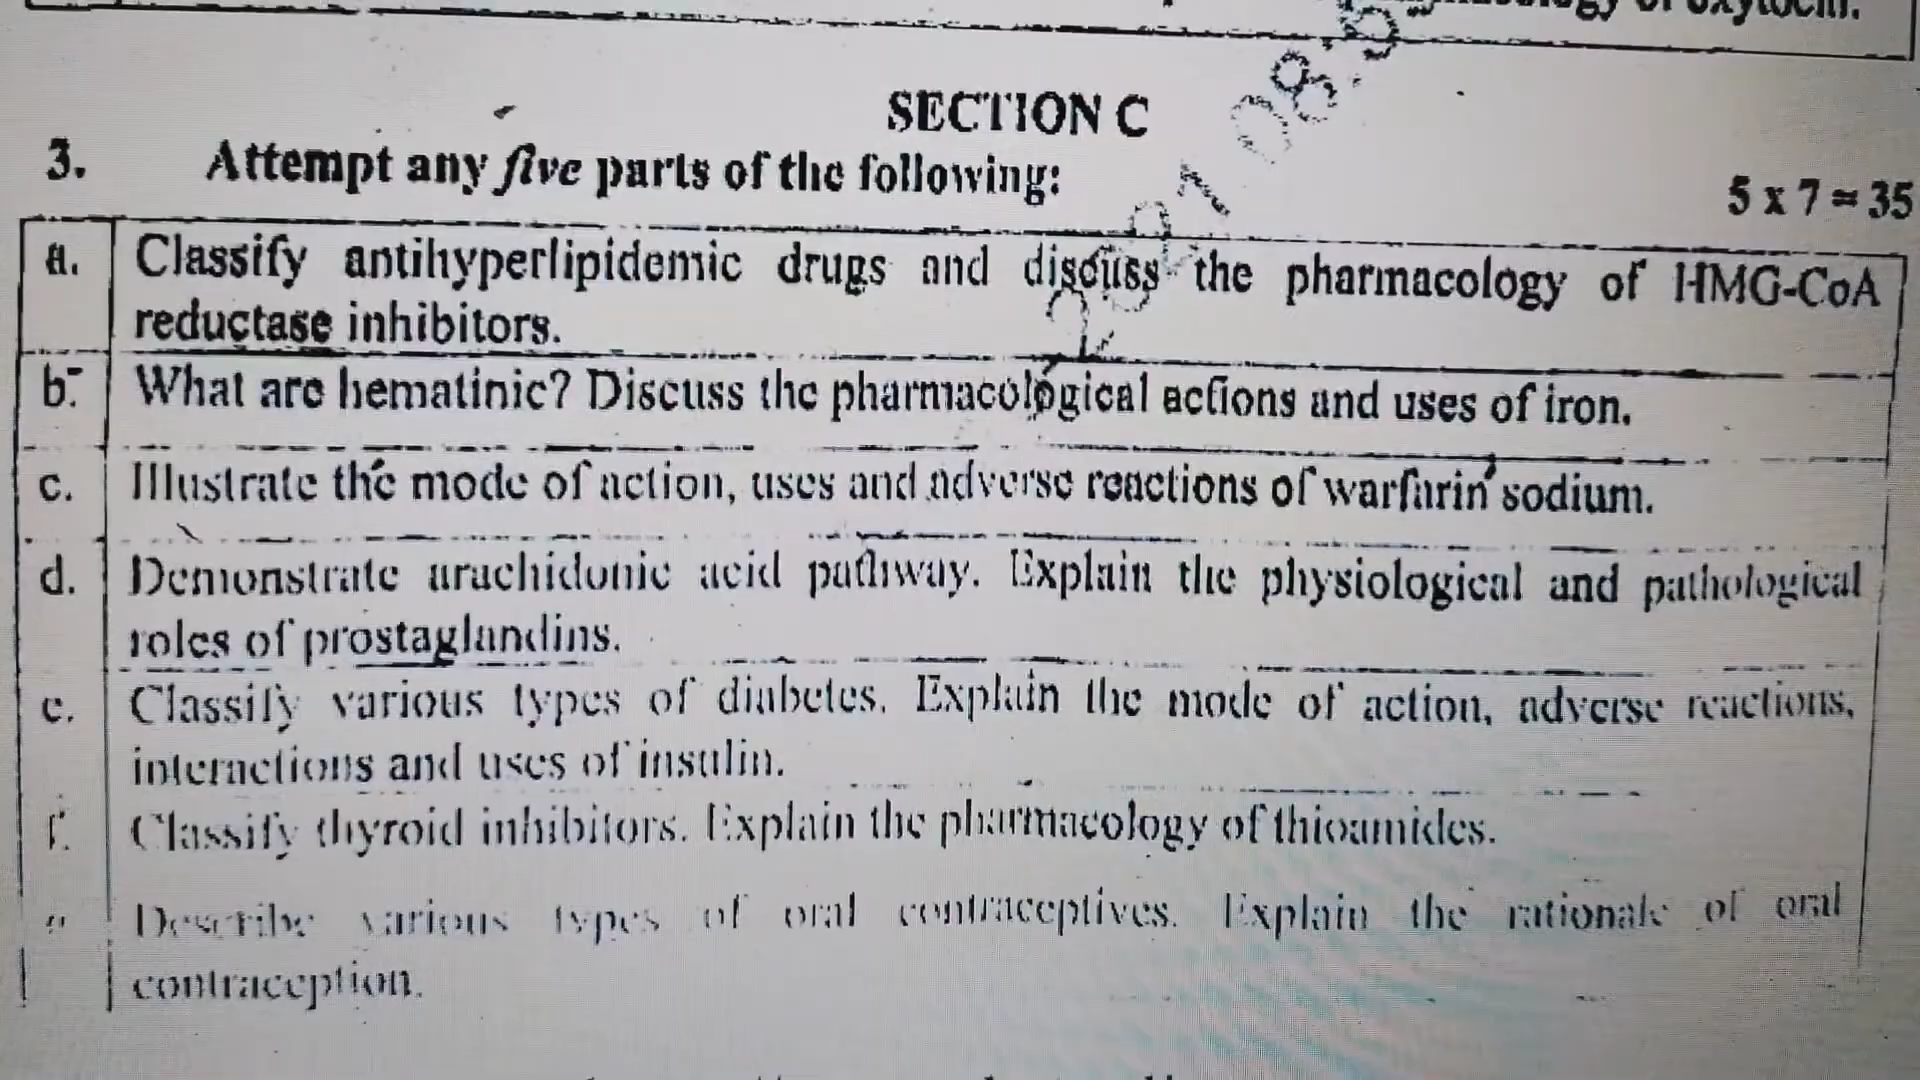 of oxytocin.
SECTION C
3. Attempt any five parts of the following:
5 x 7 = 35
a. Classify antihyperlipidemic drugs and discuss the pharmacology of HMG-CoA
reductase inhibitors.
b. What are hematinic? Discuss the pharmacological actions and uses of iron.
c. Illustrate the mode of action, uses and adverse reactions of warfarin sodium.
d. Demonstrate arachidonic acid pathway. Explain the physiological and pathological
roles of prostaglandins.
e. Classify various types of diabetes. Explain the mode of action, adverse reactions,
interactions and uses of insulin.
f. Classify thyroid inhibitors. Explain the pharmacology of thioamides.
Describe various types of oral contraceptives. Explain the rationale of oral
contraception.